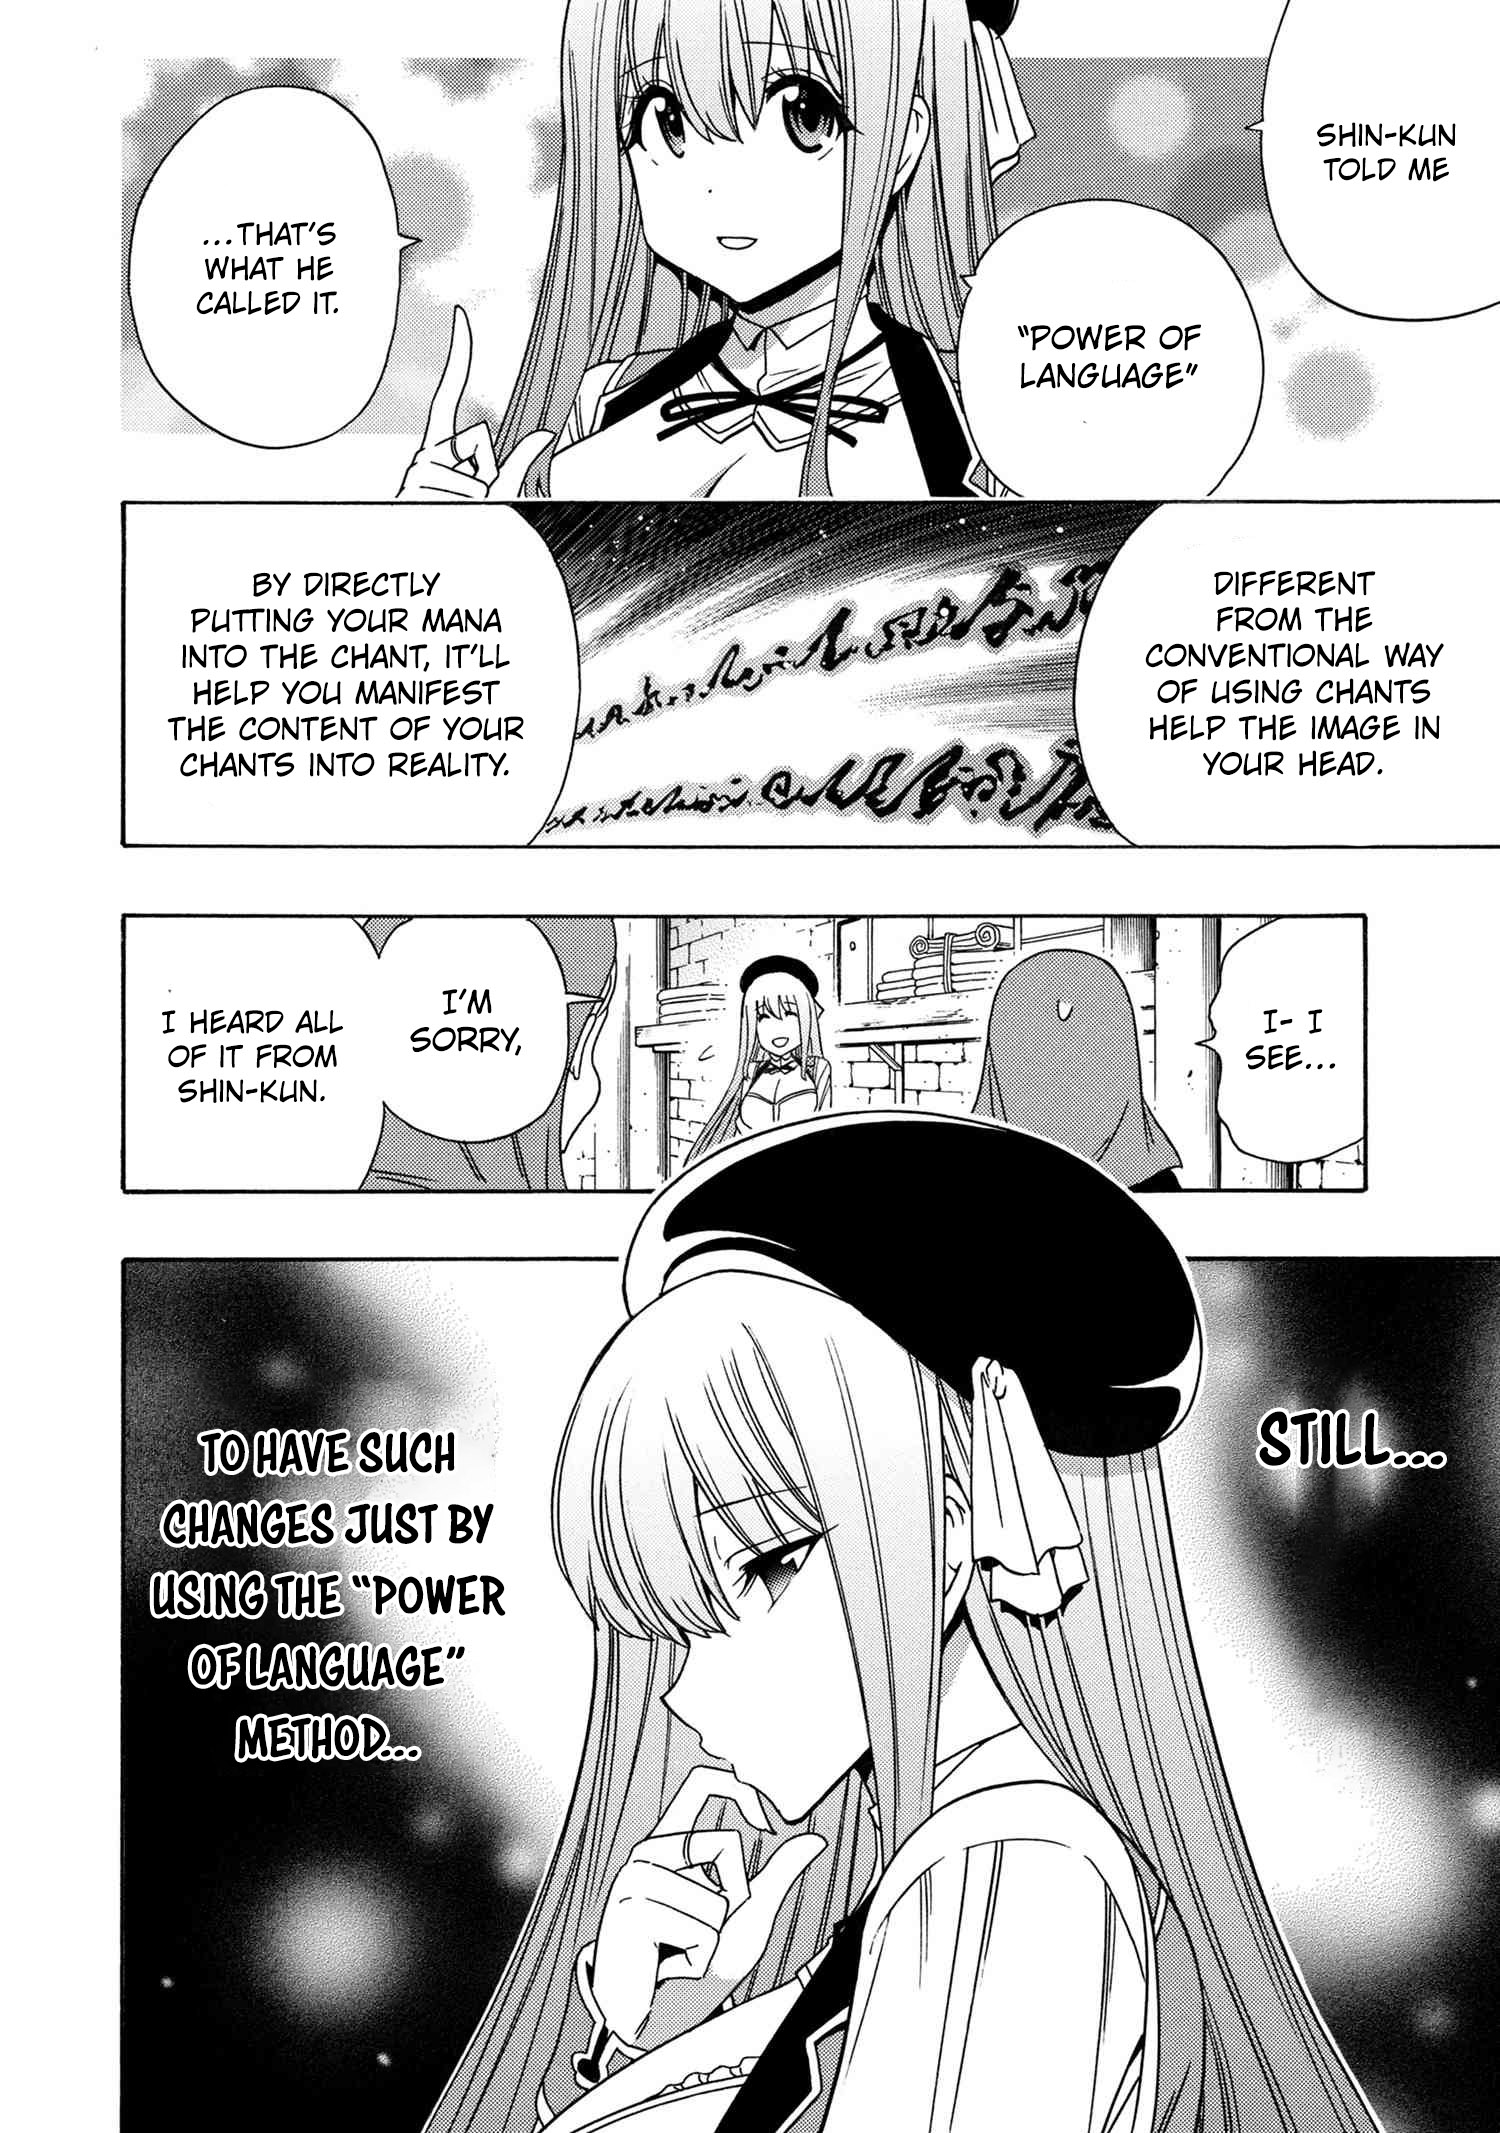 SHIN-KUN
TOLD ME
"POWER OF
LANGUAGE"
...THAT'S
WHAT HE
CALLED IT.
DIFFERENT
FROM THE
CONVENTIONAL WAY
OF USING CHANTS
HELP THE IMAGE IN
YOUR HEAD.
BY DIRECTLY
PUTTING YOUR MANA
INTO THE CHANT, IT'LL
HELP YOU MANIFEST
THE CONTENT OF YOUR
CHANTS INTO REALITY.
I- I
SEE...
I'M
SORRY,
I HEARD ALL
OF IT FROM
SHIN-KUN.
STILL...
TO HAVE SUCH
CHANGES JUST BY
USING THE "POWER
OF LANGUAGE"
METHOD...